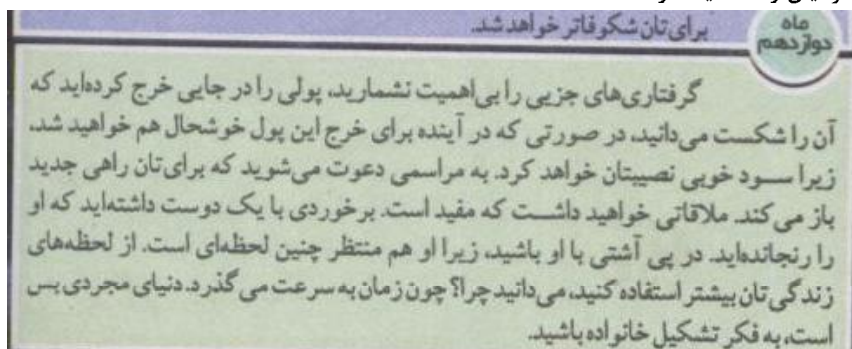 برای تان شکوفاتر خواهد شد.
ماه
دوازدهم
گرفتاری‌های جزیی را بی‌اهمیت نشمارید، پولی را در جایی خرج کرده‌اید که
آن را شکست می‌دانید، در صورتی که در آینده برای خرج این پول خوشحال هم خواهید شد،
زیرا سود خوبی نصیبتان خواهد کرد. به مراسمی دعوت می‌شوید که برای‌تان راهی جدید
باز می‌کند. ملاقاتی خواهید داشت که مفید است. برخوردی با یک دوست داشته‌اید که او
را رنجانده‌اید. در پی آشتی با او باشید، زیرا او هم منتظر چنین لحظه‌ای است. از لحظه‌های
زندگی‌تان بیشتر استفاده کنید، می‌دانید چرا؟ چون زمان به سرعت می‌گذرد. دنیای مجردی بس
است، به فکر تشکیل خانواده باشید.